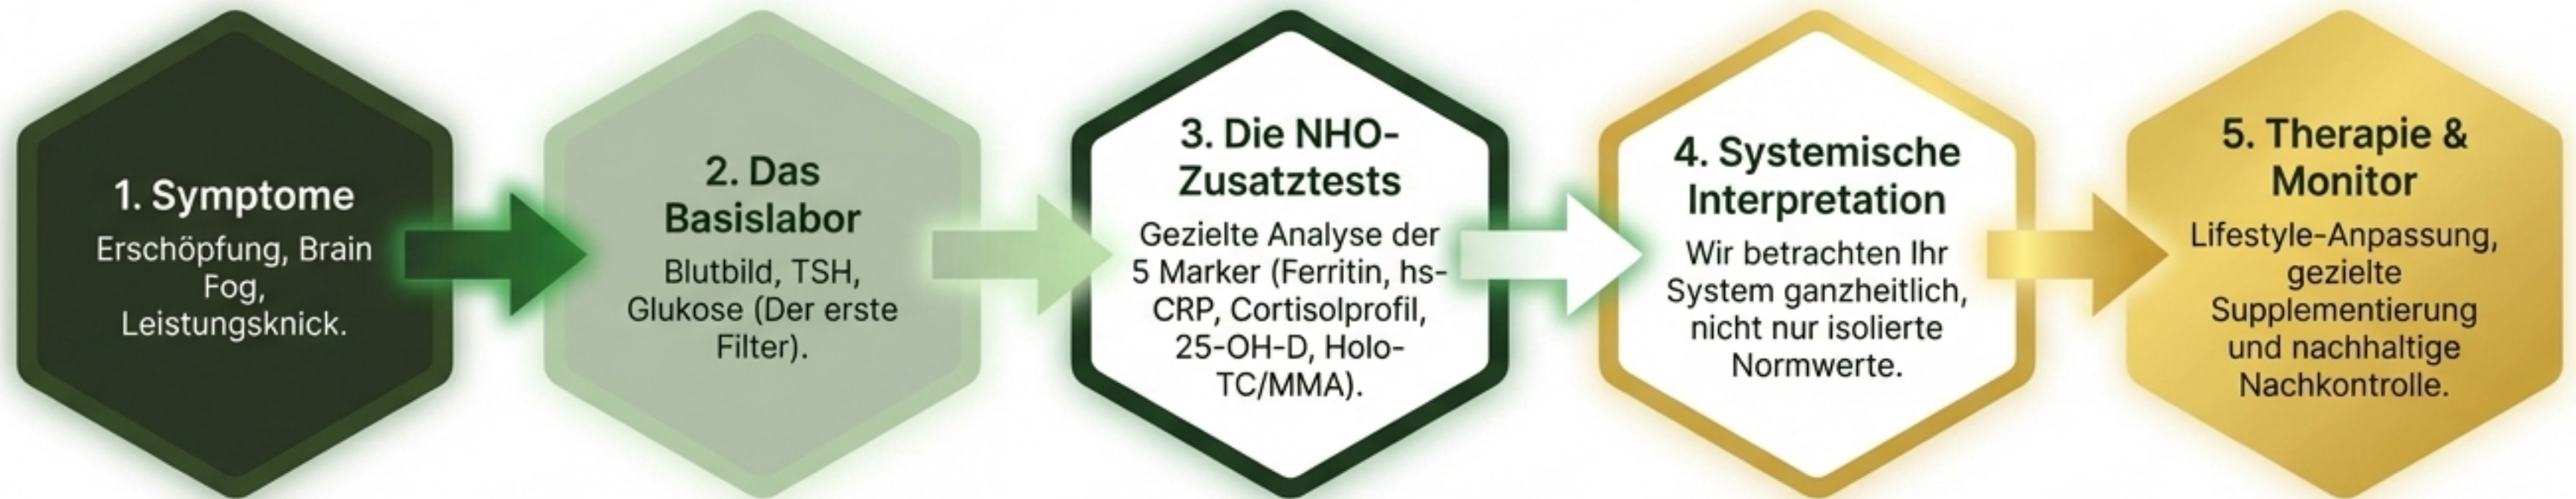 1. Symptome
Erschöpfung, Brain
Fog,
Leistungsknick.
2. Das
Basislabor
Blutbild, TSH,
Glukose (Der erste
Filter).
3. Die NHO-
Zusatztests
Gezielte Analyse der
5 Marker (Ferritin, hs-
CRP, Cortisolprofil,
25-OH-D, Holo-
TC/MMA).
4. Systemische
Interpretation
Wir betrachten Ihr
System ganzheitlich,
nicht nur isolierte
Normwerte.
5. Therapie &
Monitor
Lifestyle-Anpassung,
gezielte
Supplementierung
und nachhaltige
Nachkontrolle.